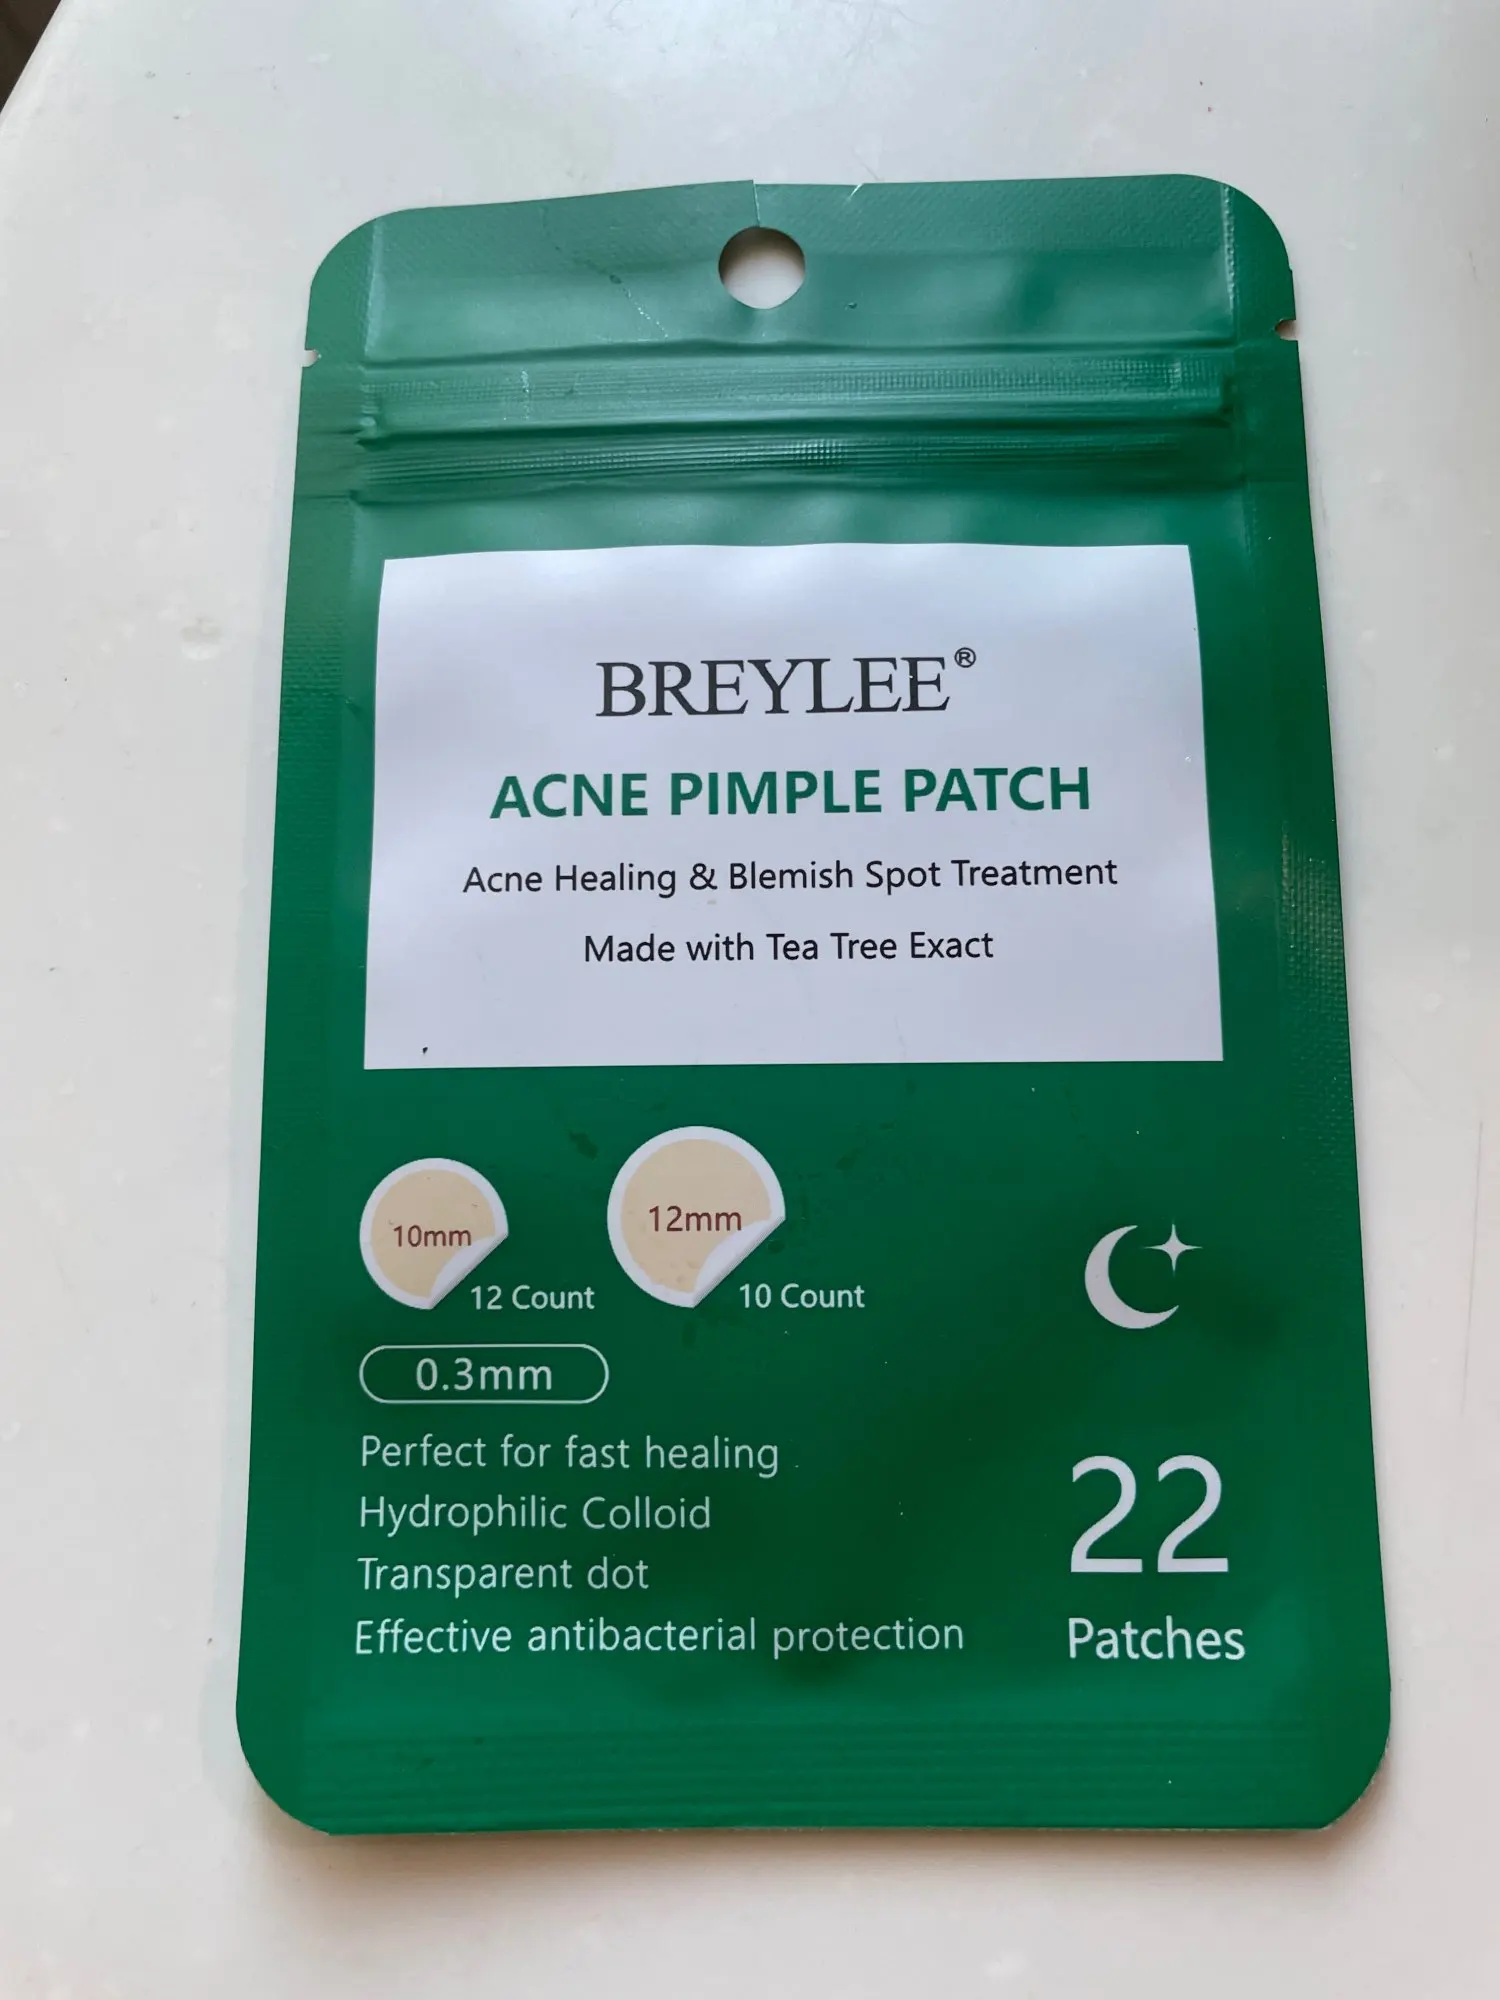 BREYLEE®
ACNE PIMPLE PATCH
Acne Healing & Blemish Spot Treatment
Made with Tea Tree Exact
10mm
12 Count
12mm
10 Count
0.3mm
Perfect for fast healing
Hydrophilic Colloid
Transparent dot
Effective antibacterial protection
22
Patches